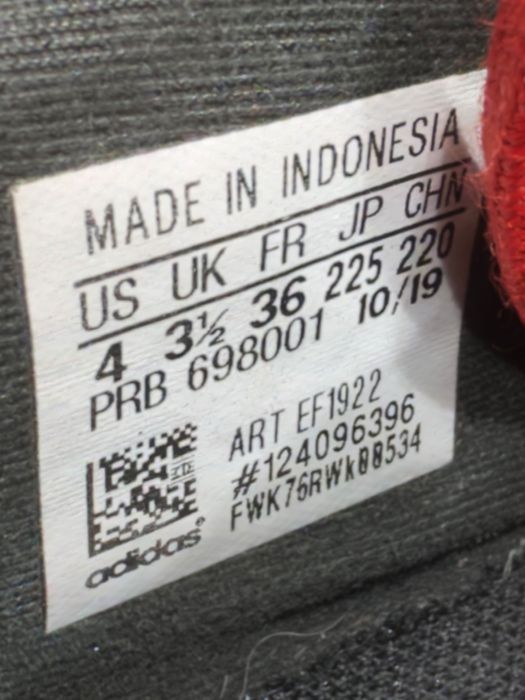 MADE IN INDONESIA
US UK FR JP CHN
4 3½ 36 225 220
PRB 698001 10/19
ART EF1922
#124096396
adidas®